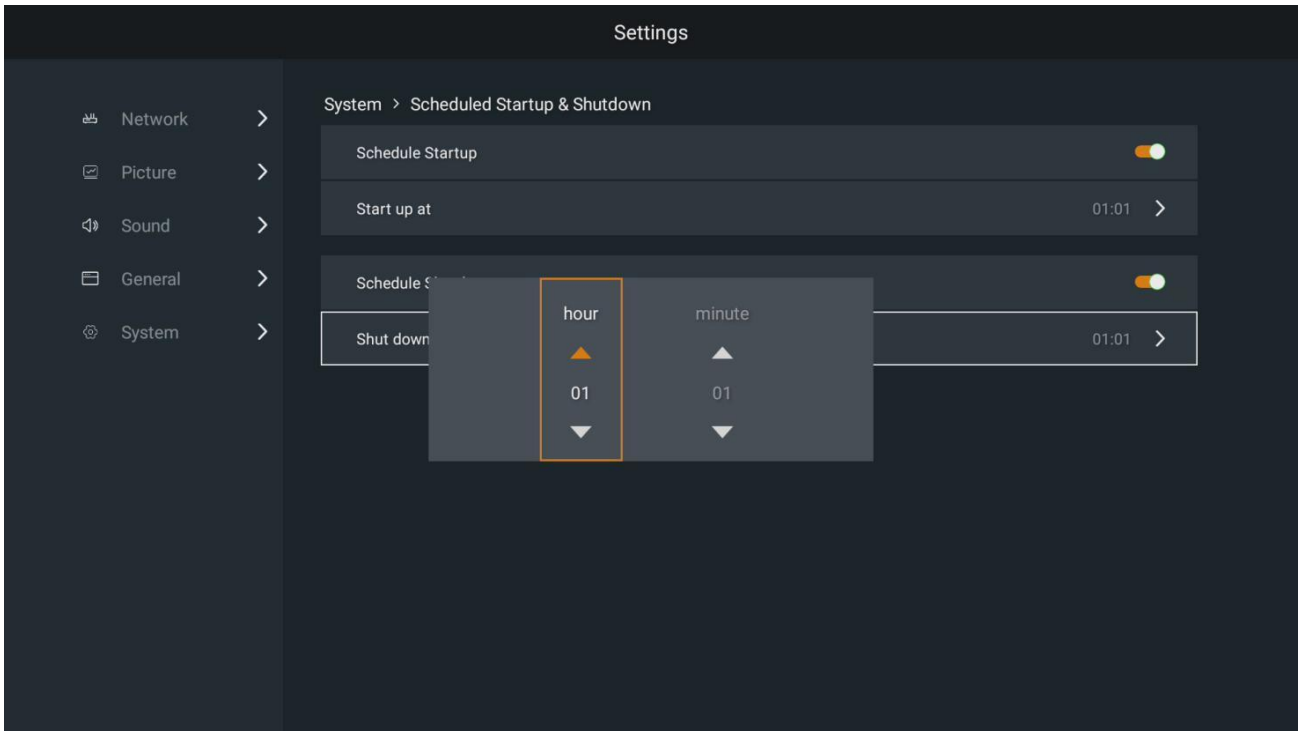 Settings
Network
Picture
Sound
General
System
System > Scheduled Startup & Shutdown
Schedule Startup
Start up at 01:01
Schedule
Shut down 01:01
hour minute
01 01